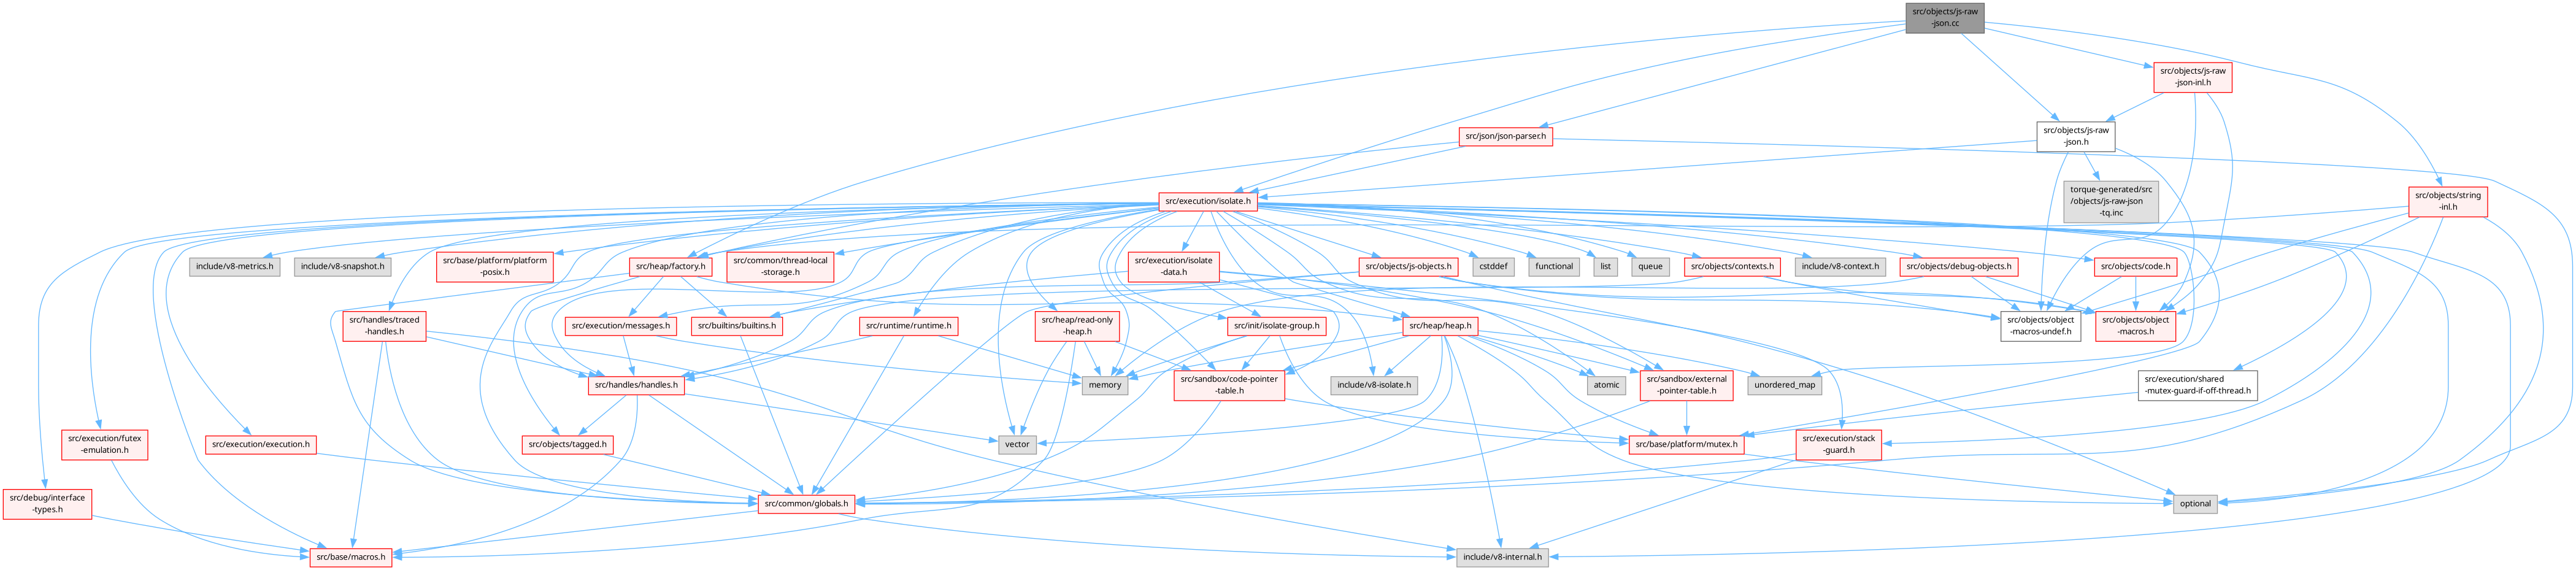 src/objects/js-raw
-json.cc
src/objects/js-raw
-json-inl.h
src/json/json-parser.h
src/objects/js-raw
-json.h
src/execution/isolate.h
torque-generated/src
/objects/js-raw-json
-tq.inc
src/objects/string
-inl.h
include/v8-metrics.h
include/v8-snapshot.h
src/base/platform/platform
-posix.h
src/heap/factory.h
src/common/thread-local
-storage.h
src/execution/isolate
-data.h
src/objects/js-objects.h
cstddef
functional
list
queue
src/objects/contexts.h
include/v8-context.h
src/objects/debug-objects.h
src/objects/code.h
src/handles/traced
-handles.h
src/execution/messages.h
src/builtins/builtins.h
src/runtime/runtime.h
src/heap/read-only
-heap.h
src/init/isolate-group.h
src/heap/heap.h
src/objects/object
-macros-undef.h
src/objects/object
-macros.h
src/handles/handles.h
memory
src/sandbox/code-pointer
-table.h
include/v8-isolate.h
atomic
src/sandbox/external
-pointer-table.h
unordered_map
src/execution/shared
-mutex-guard-if-off-thread.h
src/execution/futex
-emulation.h
src/execution/execution.h
src/objects/tagged.h
vector
src/base/platform/mutex.h
src/execution/stack
-guard.h
src/debug/interface
-types.h
src/common/globals.h
optional
src/base/macros.h
include/v8-internal.h